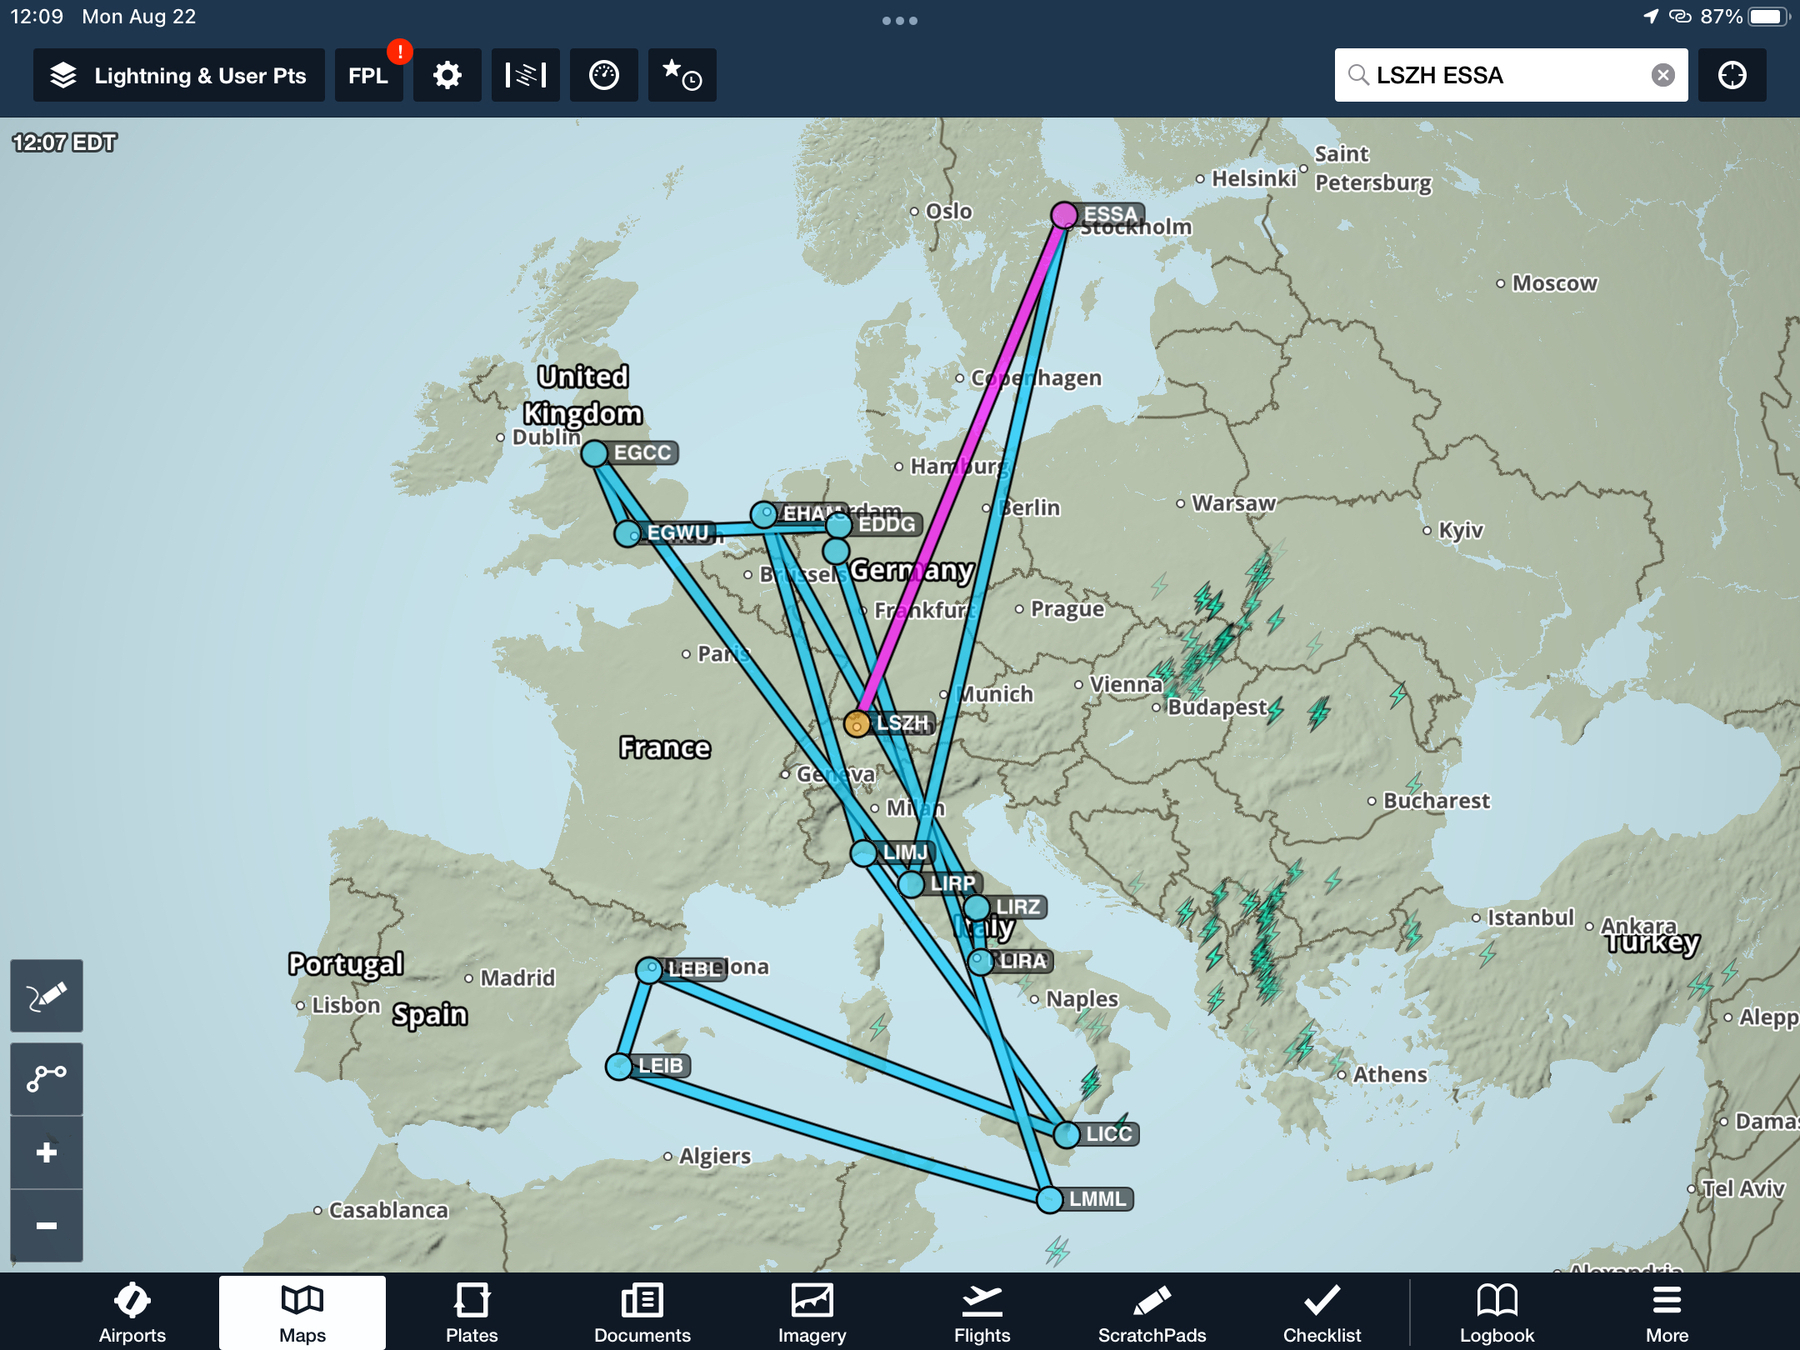 12:09 Mon Aug 22
87%
Lightning & User Pts
FPL
!
LSZH ESSA
12:07 EDT
Saint
Petersburg
Helsinki
Oslo
ESSA
Stockholm
Moscow
United
Kingdom
Copenhagen
Dublin
EGCC
Hamburg
Warsaw
Berlin
EHAM
EDDG
Kyiv
EGWU
Brussels
Germany
Frankfurt
Prague
Paris
Munich
Vienna
Budapest
LSZH
France
Geneva
Milan
Bucharest
LIMJ
LIRP
LIRZ
Italy
Istanbul
Ankara
Turkey
LIRA
Portugal
LEBL
Madrid
Lisbon
Spain
Naples
Alepp
LEIB
Athens
Damas
LICC
Algiers
LMML
Tel Aviv
Casablanca
Alexandria
Airports
Maps
Plates
Documents
Imagery
Flights
ScratchPads
Checklist
Logbook
More